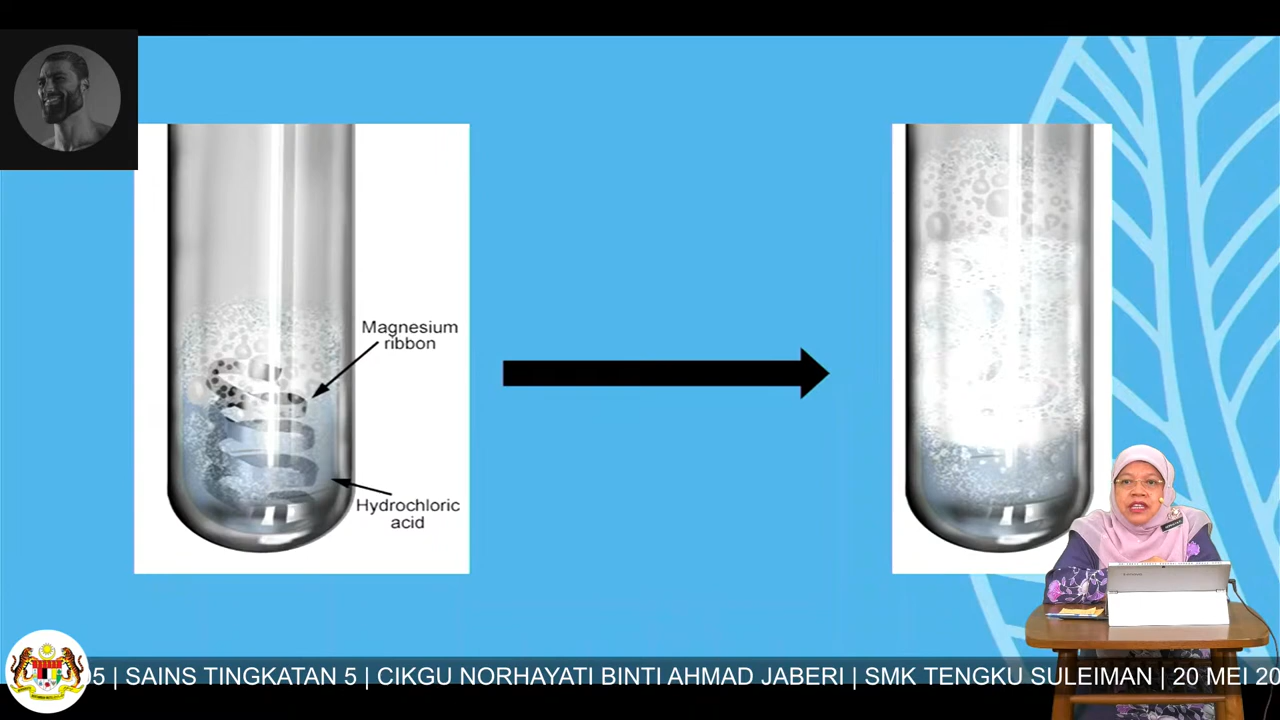 Magnesium
ribbon
Hydrochloric
acid
5 | SAINS TINGKATAN 5 | CIKGU NORHAYATI BINTI AHMAD JABERI | SMK TENGKU SULEIMAN | 20 MEI 20